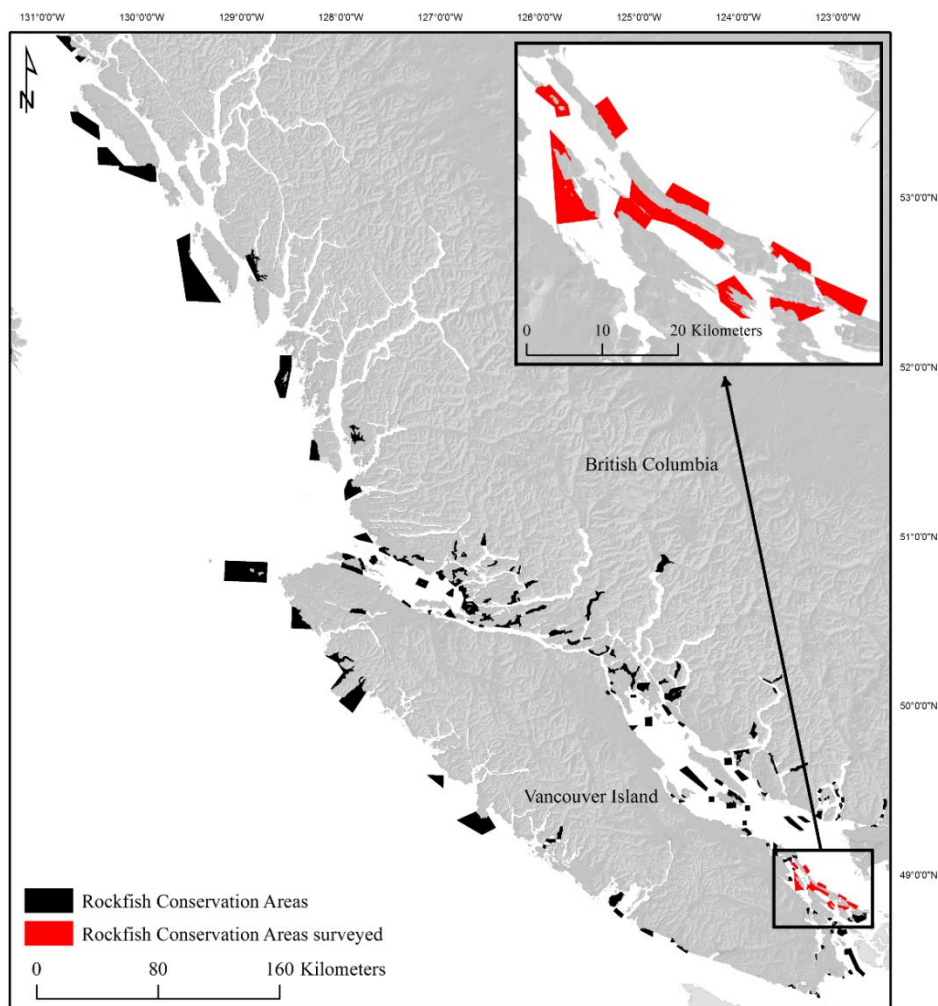 131°0'0"W 130°0'0"W 129°0'0"W 128°0'0"W 127°0'0"W 126°0'0"W 125°0'0"W 124°0'0"W 123°0'0"W
N
0 10 20 Kilometers
53°0'0"N
52°0'0"N
British Columbia
51°0'0"N
50°0'0"N
Vancouver Island
49°0'0"N
Rockfish Conservation Areas
Rockfish Conservation Areas surveyed
0 80 160 Kilometers